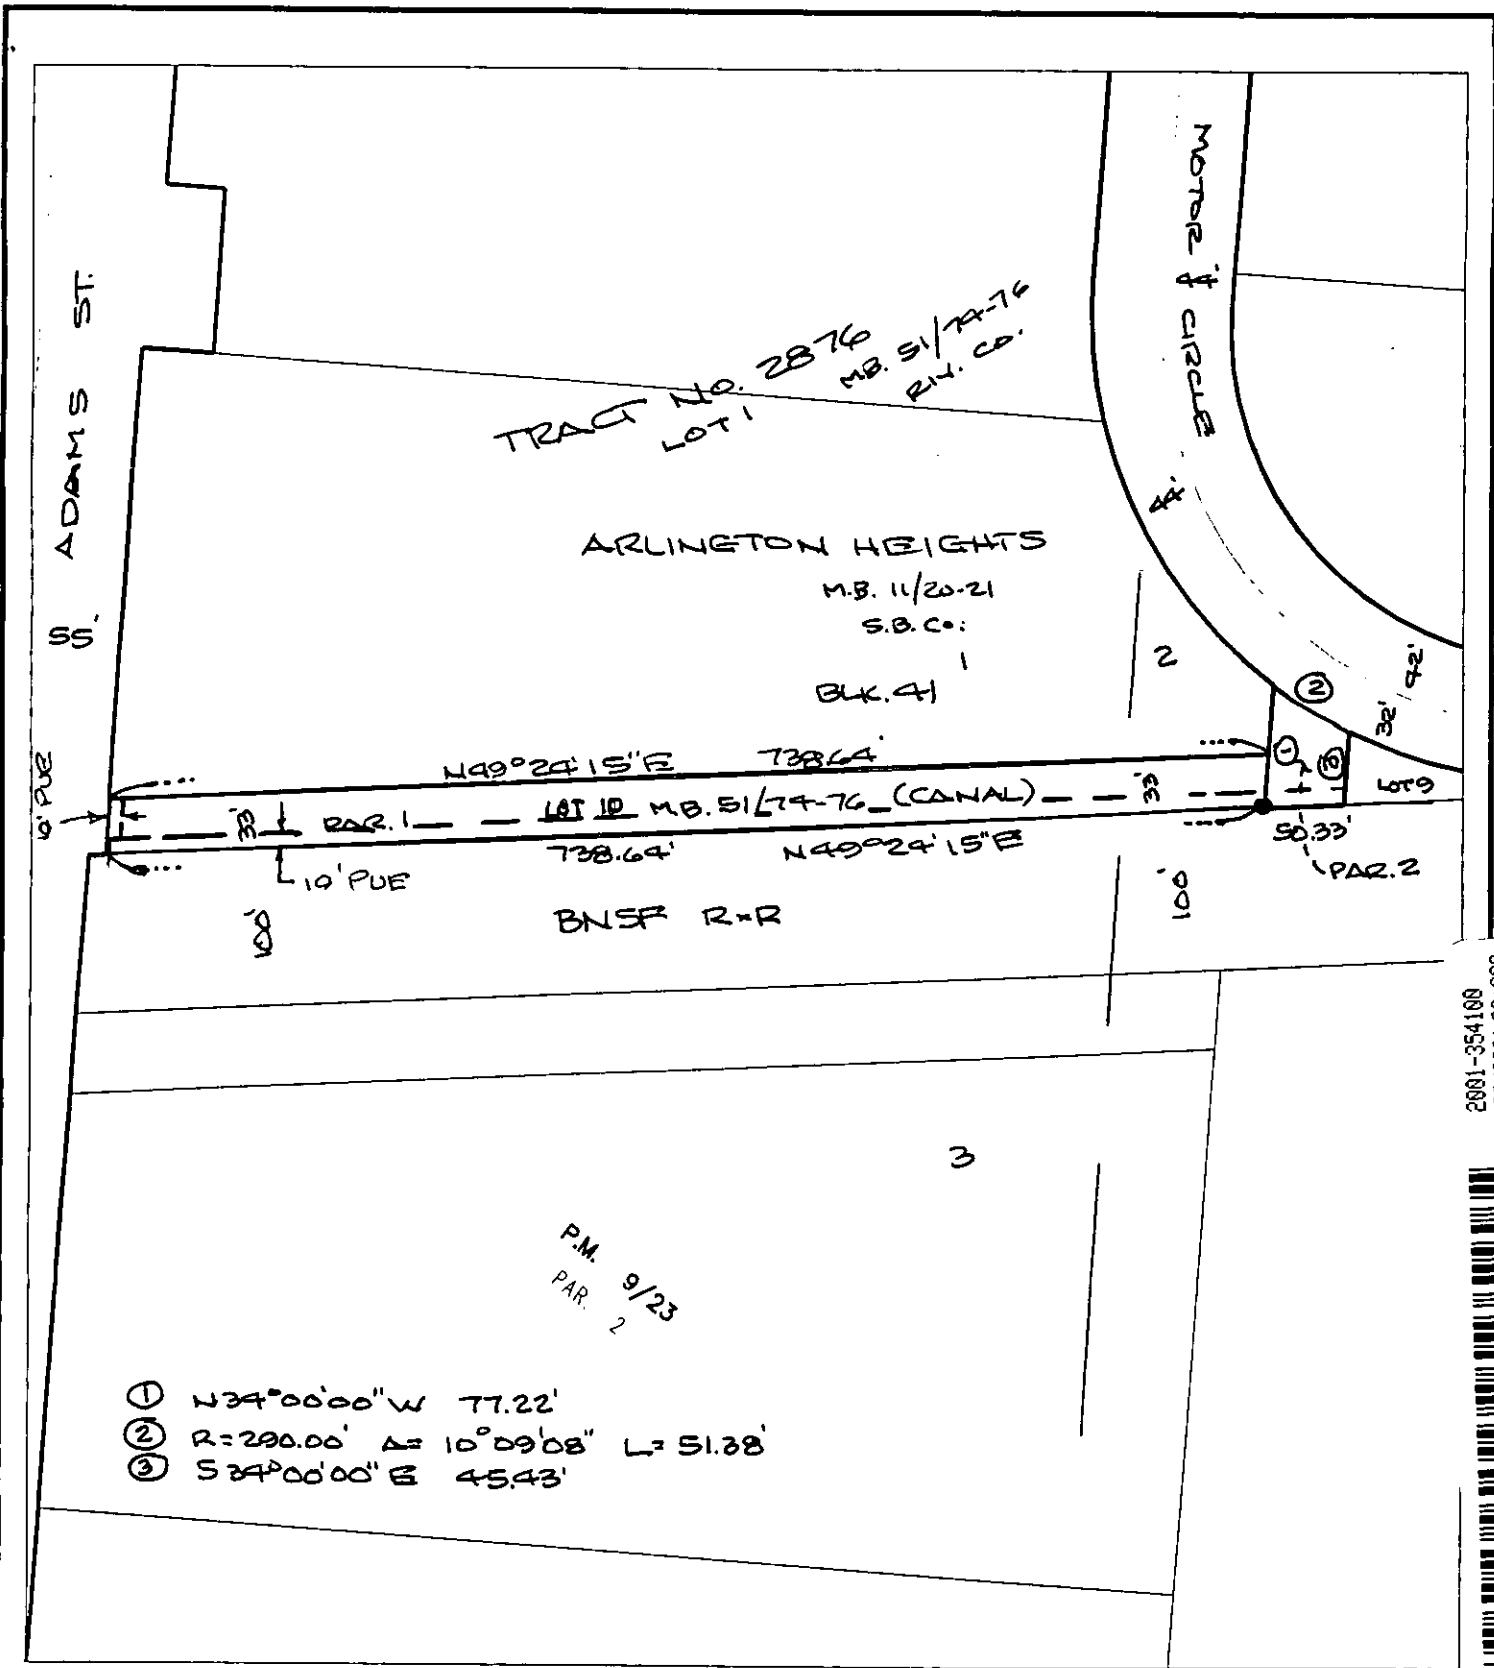 ADAMS ST.
55'
TRACT NO. 2876
LOT 1
M.B. 51/74-76
RIV. CO.
MOTOR CIRCLE
44'
44'
ARLINGTON HEIGHTS
M.B. 11/20-21
S.B. Co.
1
BLK. 41
2
②
32'
42'
N49°24'15"E 738.64'
①
③
33'
PAR. 1
LOT 10 M.B. 51/74-76 (CANAL)
33'
LOT 9
PUE
738.64' N49°24'15"E
50.33'
PAR. 2
10' PUE
100'
BNSF R×R
100'
2001-354100
3
P.M. 9/23
PAR. 2
① N34°00'00"W 77.22'
② R=290.00' Δ= 10°09'08" L= 51.38'
③ S34°00'00"E 45.43'